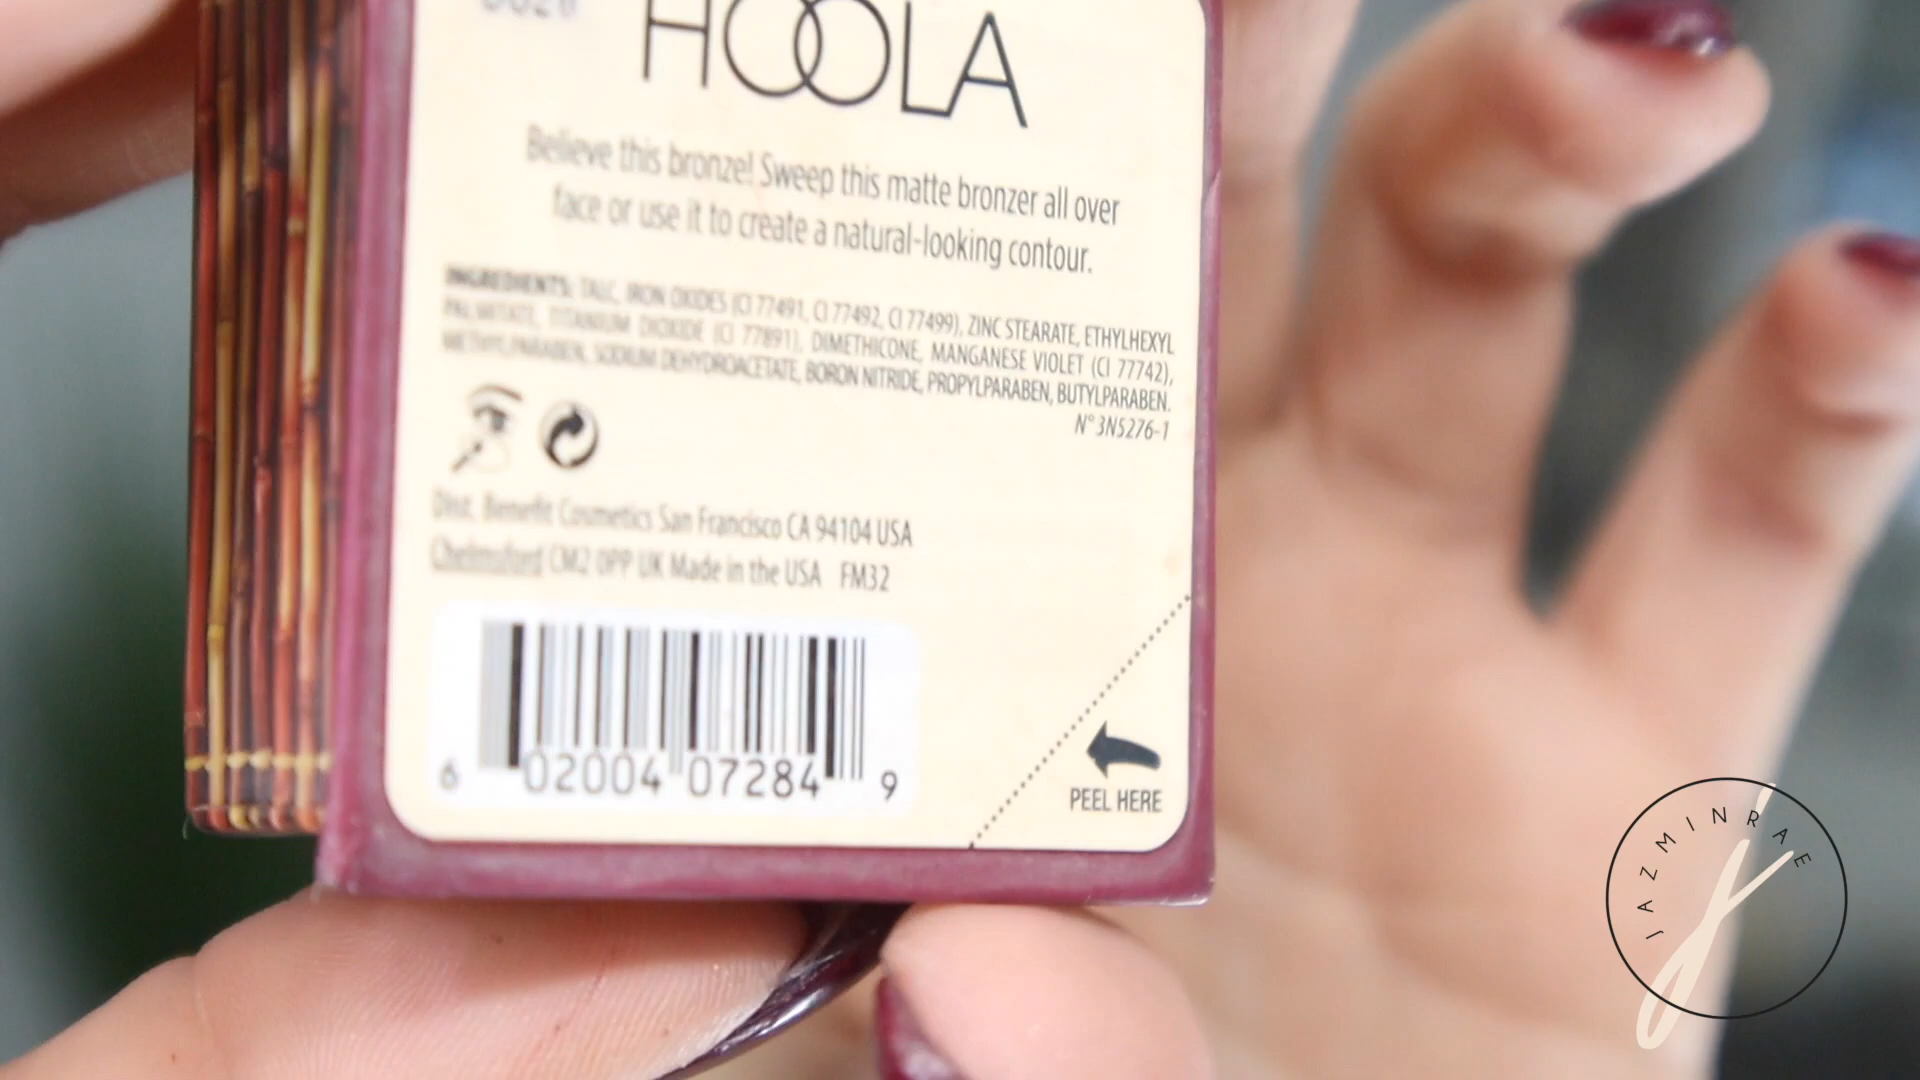 HOOLA
Believe this bronze! Sweep this matte bronzer all over
face or use it to create a natural-looking contour.
INGREDIENTS: TALC, IRON OXIDES (CI 77491, CI 77492, CI 77499), ZINC STEARATE, ETHYLHEXYL
PALMITATE, TITANIUM DIOXIDE (CI 77891), DIMETHICONE, MANGANESE VIOLET (CI 77742),
METHYLPARABEN, SODIUM DEHYDROACETATE, BORON NITRIDE, PROPYLPARABEN, BUTYLPARABEN.
N° 3N5276-1
Dist. Benefit Cosmetics San Francisco CA 94104 USA
Chelmsford CM2 0PP UK Made in the USA FM32
6 02004 07284 9
PEEL HERE
JAZMINRAE